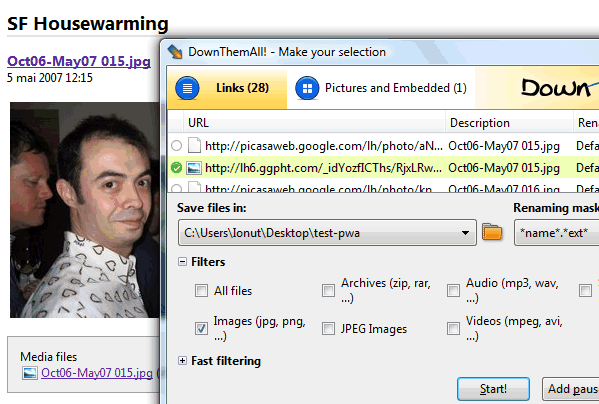 SF Housewarming
Oct06-May07 015.jpg
5 mai 2007 12:15
DownThemAll! - Make your selection
Links (28)
Pictures and Embedded (1)
Down
URL
Description
http://picasaweb.google.com/lh/photo/aN... Oct06-May07 015.jpg Defa
http://lh6.ggpht.com/_idYozfICThs/RjxLRw... Oct06-May07 015.jpg Defa
http://picasaweb.google.com/lh/photo/kn Oct06-May07 016.jpg Defa
Save files in:
Renaming mask
C:\Users\Ionut\Desktop\test-pwa
*name*.*ext*
Filters
All files
Archives (zip, rar, ...)
Audio (mp3, wav, ...)
Images (jpg, png, ...)
JPEG Images
Videos (mpeg, avi, ...)
Fast filtering
Media files
Oct06-May07 015.jpg (
Start!
Add paus